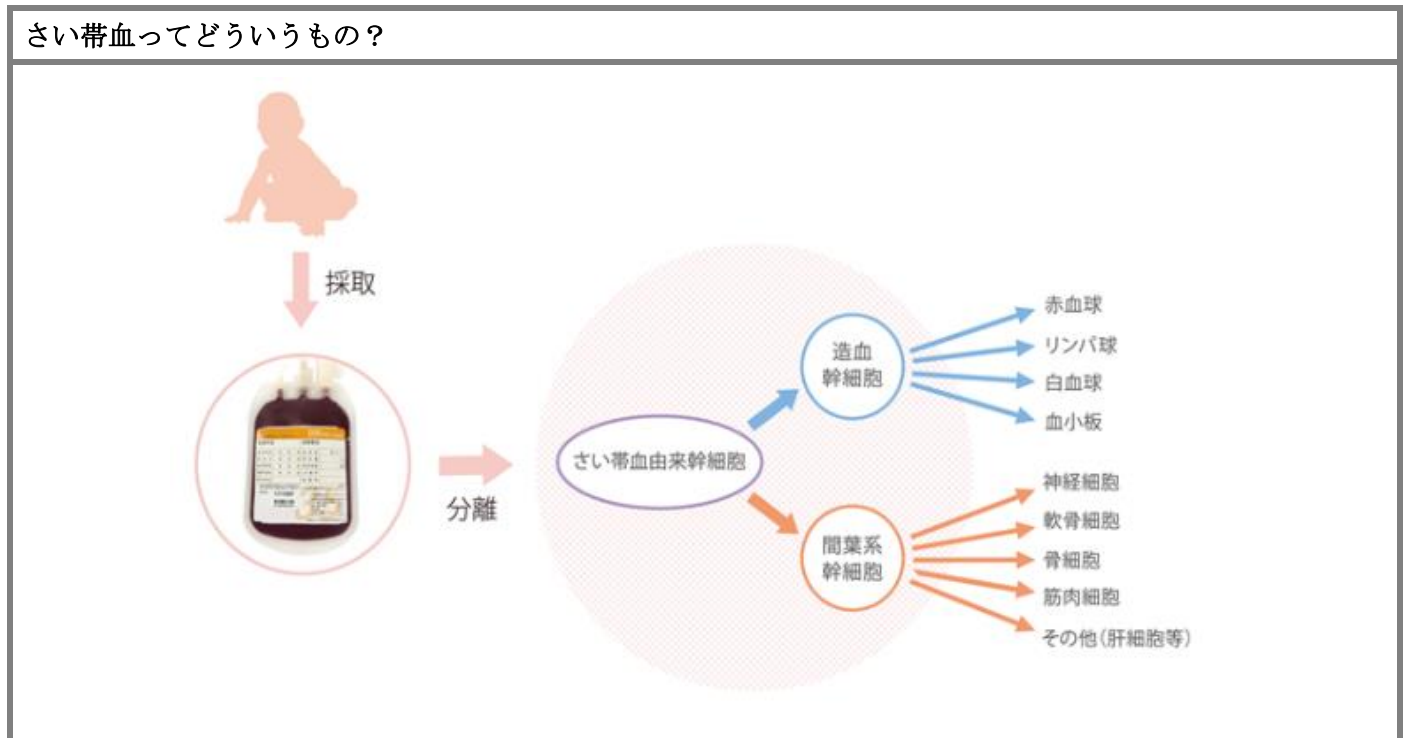 さい帯血ってどういうもの？
採取
分離
さい帯血由来幹細胞
造血
幹細胞
赤血球
リンパ球
白血球
血小板
間葉系
幹細胞
神経細胞
軟骨細胞
骨細胞
筋肉細胞
その他（肝細胞等）